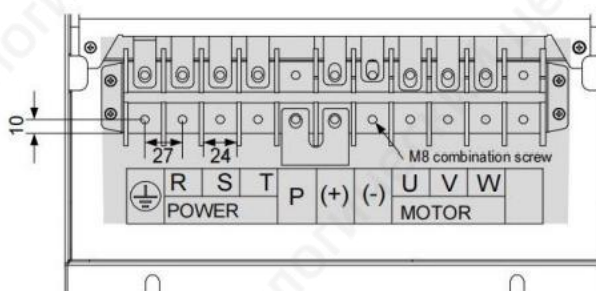 10
27
24
M8 combination screw
R S T P (+) (-) U V W
POWER MOTOR